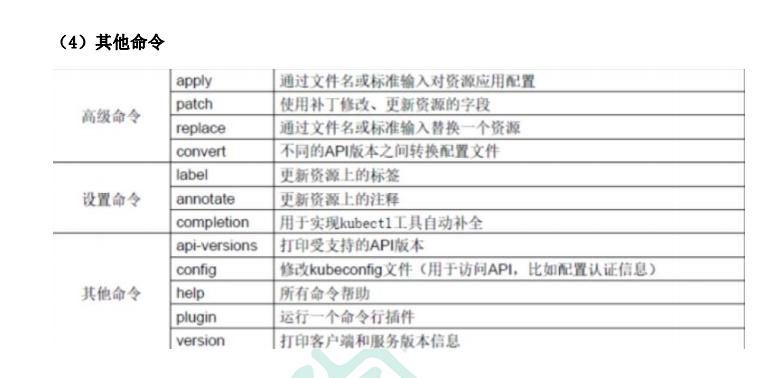 （4）其他命令
高级命令 apply 通过文件名或标准输入对资源应用配置
patch 使用补丁修改、更新资源的字段
replace 通过文件名或标准输入替换一个资源
convert 不同的API版本之间转换配置文件
设置命令 label 更新资源上的标签
annotate 更新资源上的注释
completion 用于实现kubectl工具自动补全
其他命令 api-versions 打印受支持的API版本
config 修改kubeconfig文件（用于访问API，比如配置认证信息）
help 所有命令帮助
plugin 运行一个命令行插件
version 打印客户端和服务版本信息